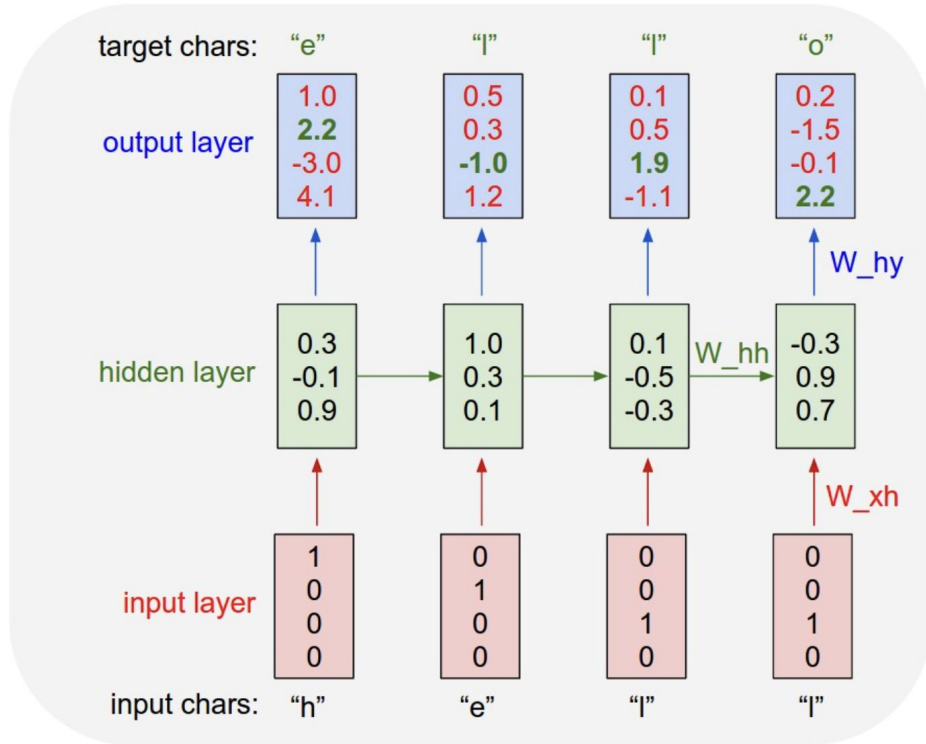 target chars: “e” “l” “l” “o”
1.0 0.5 0.1 0.2
2.2 0.3 0.5 -1.5
output layer
-3.0 -1.0 1.9 -0.1
4.1 1.2 -1.1 2.2
W_hy
0.3 1.0 0.1 -0.3
W_hh
hidden layer -0.1 0.3 -0.5 0.9
0.9 0.1 -0.3 0.7
W_xh
1 0 0 0
0 1 0 0
input layer
0 0 1 1
0 0 0 0
input chars: “h” “e” “l” “l”